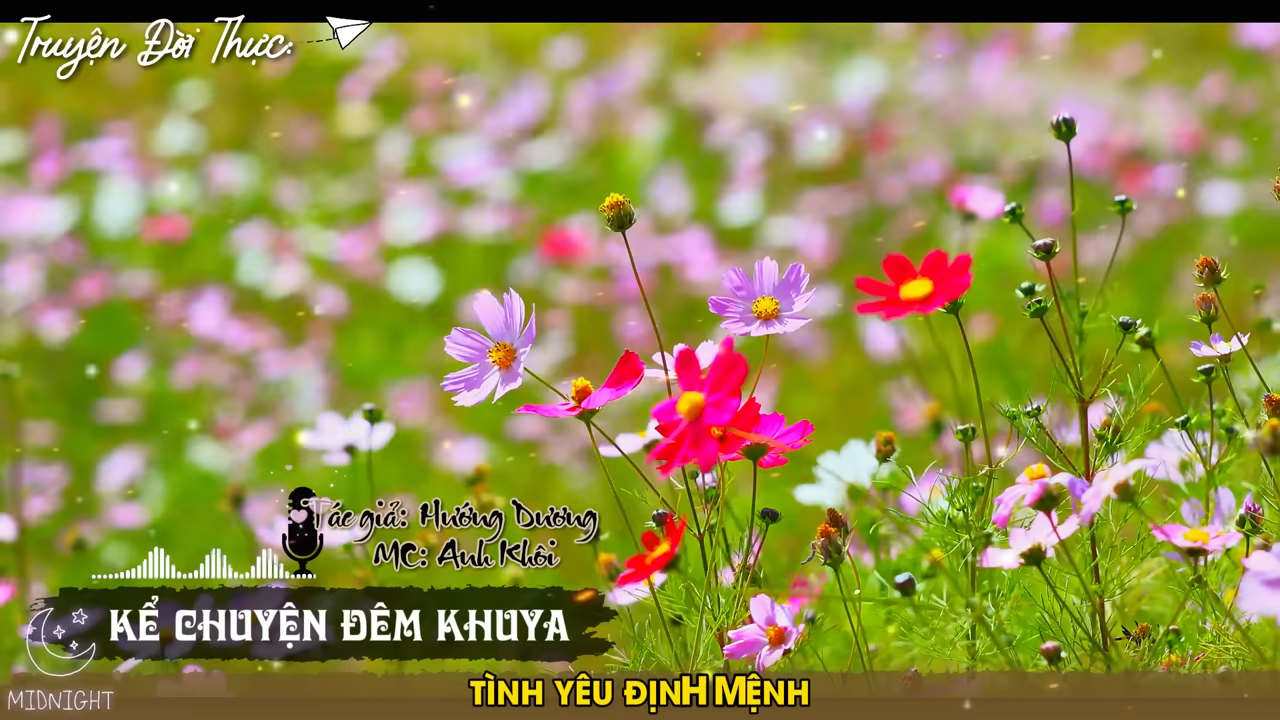 Truyện Đời Thực:
Tác giả: Hướng Dương
MC: Anh Khôi
KỂ CHUYỆN ĐÊM KHUYA
MIDNIGHT
TÌNH YÊU ĐỊNH MỆNH